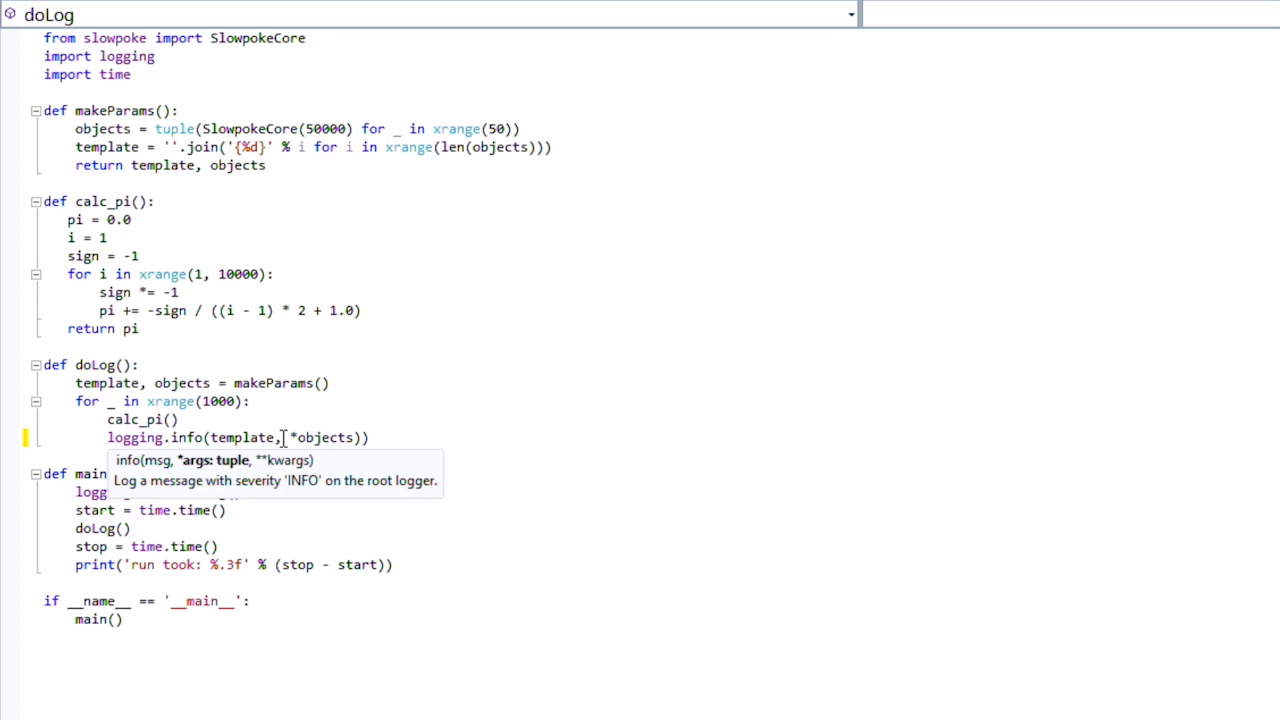 doLog
from slowpoke import SlowpokeCore
import logging
import time
def makeParams():
objects = tuple(SlowpokeCore(50000) for _ in xrange(50))
template = ''.join('{%d}' % i for i in xrange(len(objects)))
return template, objects
def calc_pi():
pi = 0.0
i = 1
sign = -1
for i in xrange(1, 10000):
sign *= -1
pi += -sign / ((i - 1) * 2 + 1.0)
return pi
def doLog():
template, objects = makeParams()
for _ in xrange(1000):
calc_pi()
logging.info(template, *objects))
info(msg, *args: tuple, **kwargs)
Log a message with severity 'INFO' on the root logger.
def main
logg
start = time.time()
doLog()
stop = time.time()
print('run took: %.3f' % (stop - start))
if __name__ == '__main__':
main()